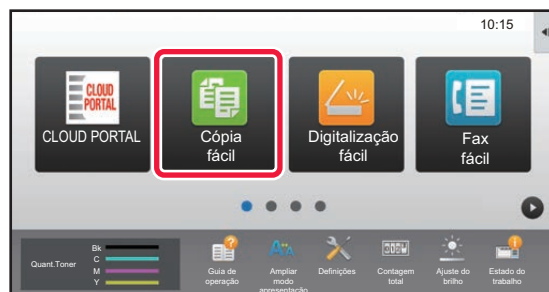 10:15
CLOUD
PORTAL
CLOUD PORTAL
Cópia
fácil
Digitalização
fácil
Fax
fácil
Quant.Toner
Bk
C
M
Y
Guia de
operação
Ampliar
modo
apresentação
Definições
Contagem
total
Ajuste do
brilho
Estado do
trabalho